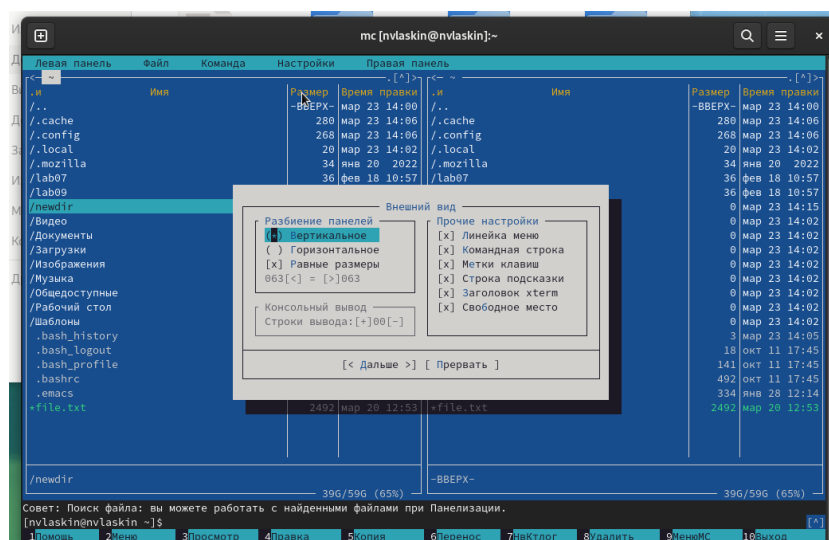 mc [nvlaskin@nvlaskin]:~
Левая панель Файл Команда Настройки Правая панель
<— ~ .[^]> <— ~ .[^]>
.и Имя Размер Время правки .и Имя Размер Время правки
/.. -ВВЕРХ- мар 23 14:00 /.. -ВВЕРХ- мар 23 14:00
/.cache 280 мар 23 14:06 /.cache 280 мар 23 14:06
/.config 268 мар 23 14:06 /.config 268 мар 23 14:06
/.local 20 мар 23 14:02 /.local 20 мар 23 14:02
/.mozilla 34 янв 20 2022 /.mozilla 34 янв 20 2022
/lab07 36 фев 18 10:57 /lab07 36 фев 18 10:57
/lab09 36 фев 18 10:57
/newdir 0 мар 23 14:15
/Видео 0 мар 23 14:02
/Документы 0 мар 23 14:02
/Загрузки 0 мар 23 14:02
/Изображения 0 мар 23 14:02
/Музыка 0 мар 23 14:02
/Общедоступные 0 мар 23 14:02
/Рабочий стол 0 мар 23 14:02
/Шаблоны 0 мар 23 14:02
.bash_history 3 мар 23 14:05
.bash_logout 18 окт 11 17:45
.bash_profile 141 окт 11 17:45
.bashrc 492 окт 11 17:45
.emacs 334 янв 28 12:14
*file.txt 2492 мар 20 12:53 *file.txt 2492 мар 20 12:53
Внешний вид
Разбиение панелей
(*) Вертикальное
( ) Горизонтальное
[x] Равные размеры
063[<] = [>]063
Консольный вывод
Строки вывода:[+]00[-]
Прочие настройки
[x] Линейка меню
[x] Командная строка
[x] Метки клавиш
[x] Строка подсказки
[x] Заголовок xterm
[x] Свободное место
[< Дальше >] [ Прервать ]
/newdir -ВВЕРХ-
39G/59G (65%) 39G/59G (65%)
Совет: Поиск файла: вы можете работать с найденными файлами при Панелизации.
[nvlaskin@nvlaskin ~]$ [^]
1Помощь 2Меню 3Просмотр 4Правка 5Копия 6Перенос 7НвКтлог 8Удалить 9МенюМС 10Выход